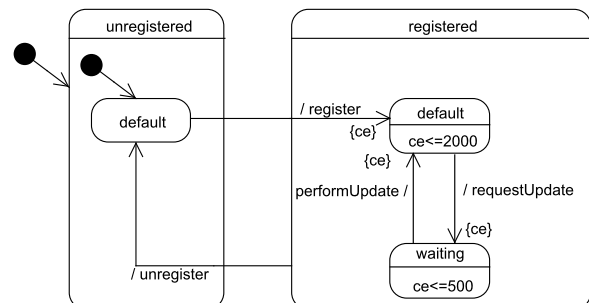 unregistered
registered
default
default
/ register
{ce}
ce<=2000
{ce}
performUpdate /
/ requestUpdate
{ce}
waiting
/ unregister
ce<=500